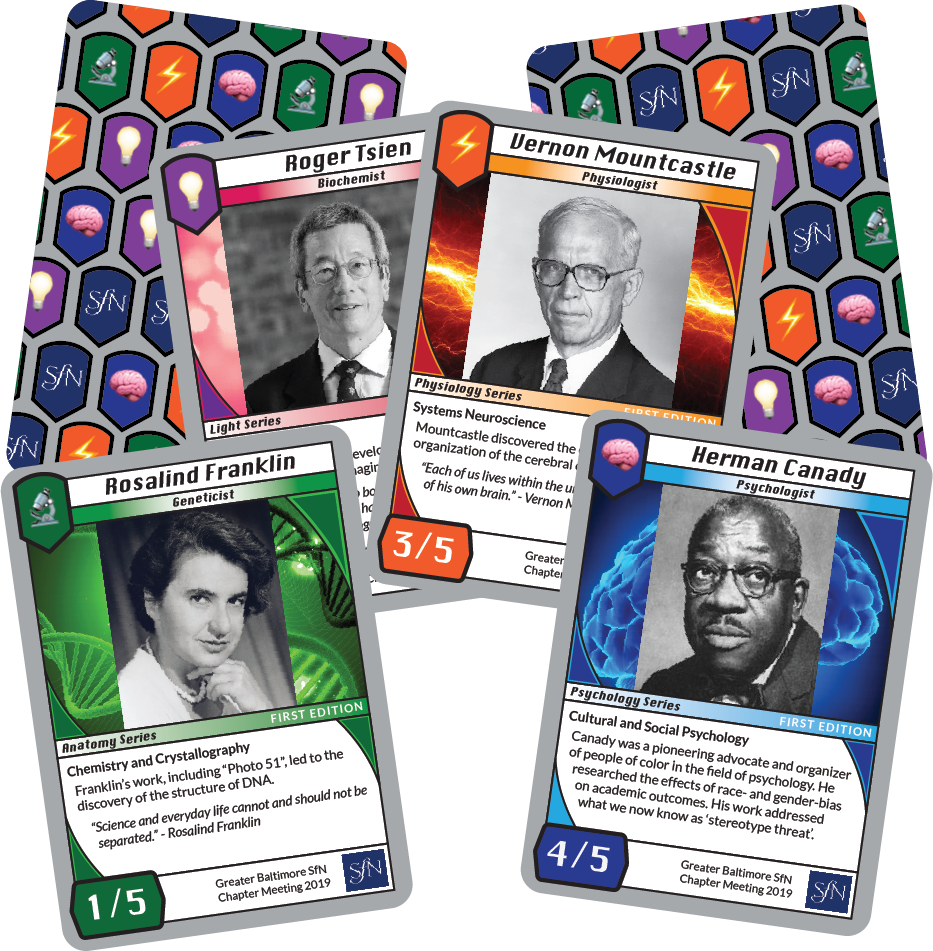 SfN
SfN
SfN
SfN
SfN
SfN
SfN
Roger Tsien
Biochemist
Light Series
Vernon Mountcastle
Physiologist
Physiology Series
FIRST EDITION
Systems Neuroscience
Mountcastle discovered the
organization of the cerebral
“Each of us lives within the
of his own brain.” - Vernon
3/5
Greater
Chapter
Rosalind Franklin
Geneticist
FIRST EDITION
Anatomy Series
Chemistry and Crystallography
Franklin’s work, including “Photo 51”, led to the
discovery of the structure of DNA.
“Science and everyday life cannot and should not be
separated.” - Rosalind Franklin
1/5
Greater Baltimore SfN
Chapter Meeting 2019
SfN
Herman Canady
Psychologist
Psychology Series
FIRST EDITION
Cultural and Social Psychology
Canady was a pioneering advocate and organizer
of people of color in the field of psychology. He
researched the effects of race- and gender-bias
on academic outcomes. His work addressed
what we now know as ‘stereotype threat’.
4/5
Greater Baltimore SfN
Chapter Meeting 2019
SfN